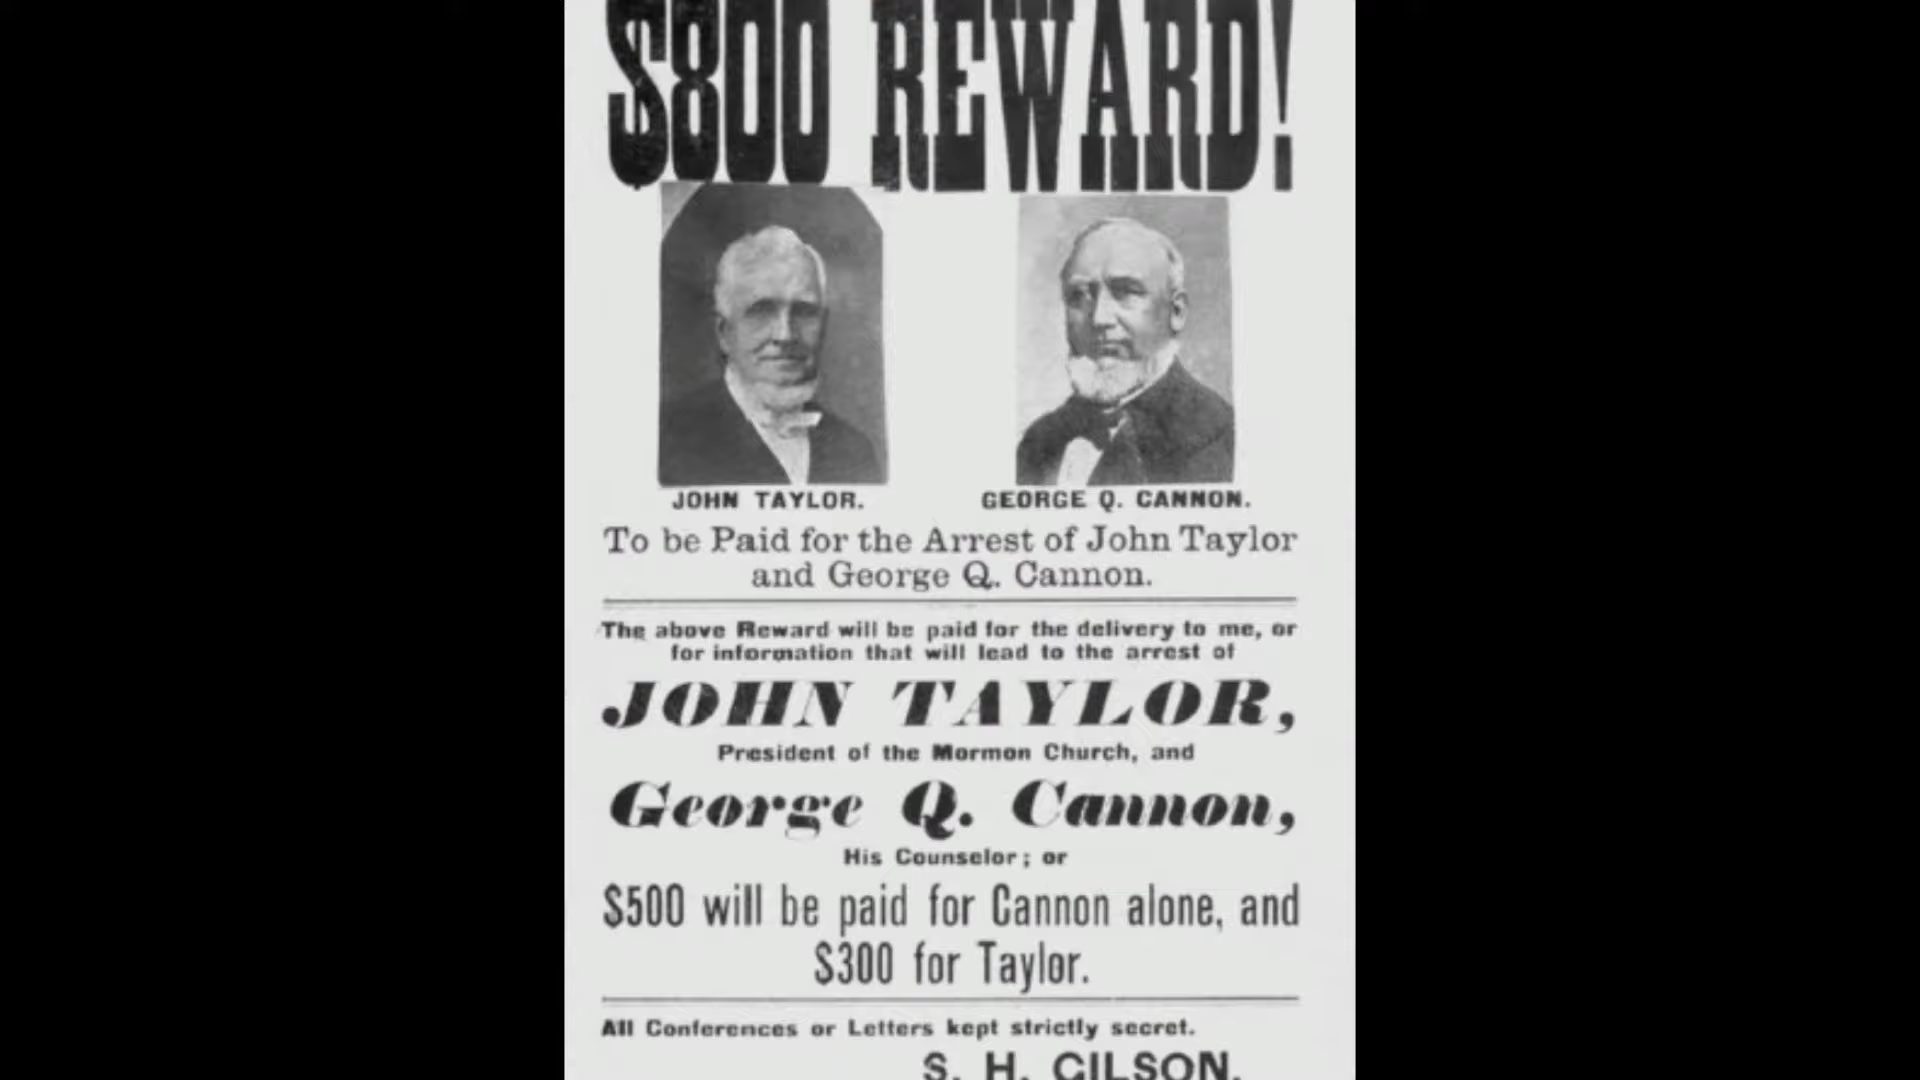 $800 REWARD!
JOHN TAYLOR. GEORGE Q. CANNON.
To be Paid for the Arrest of John Taylor
and George Q. Cannon.
The above Reward will be paid for the delivery to me, or
for information that will lead to the arrest of
JOHN TAYLOR,
President of the Mormon Church, and
George Q. Cannon,
His Counselor; or
$500 will be paid for Cannon alone, and
$300 for Taylor.
All Conferences or Letters kept strictly secret.
S. H. GILSON.